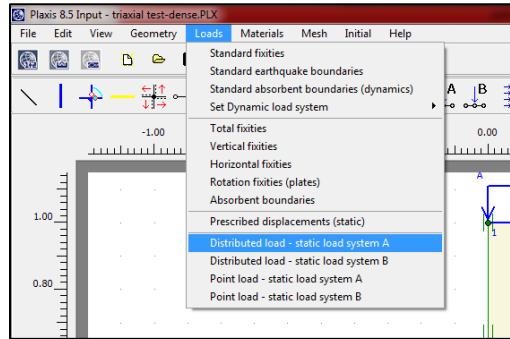 Plaxis 8.5 Input - triaxial test-dense.PLX
File Edit View Geometry Loads Materials Mesh Initial Help
Standard fixities
Standard earthquake boundaries
Standard absorbent boundaries (dynamics)
Set Dynamic load system
Total fixities
Vertical fixities
Horizontal fixities
Rotation fixities (plates)
Absorbent boundaries
Prescribed displacements (static)
Distributed load - static load system A
Distributed load - static load system B
Point load - static load system A
Point load - static load system B
A B
-1.00 0.00
A
1
1.00
0.80